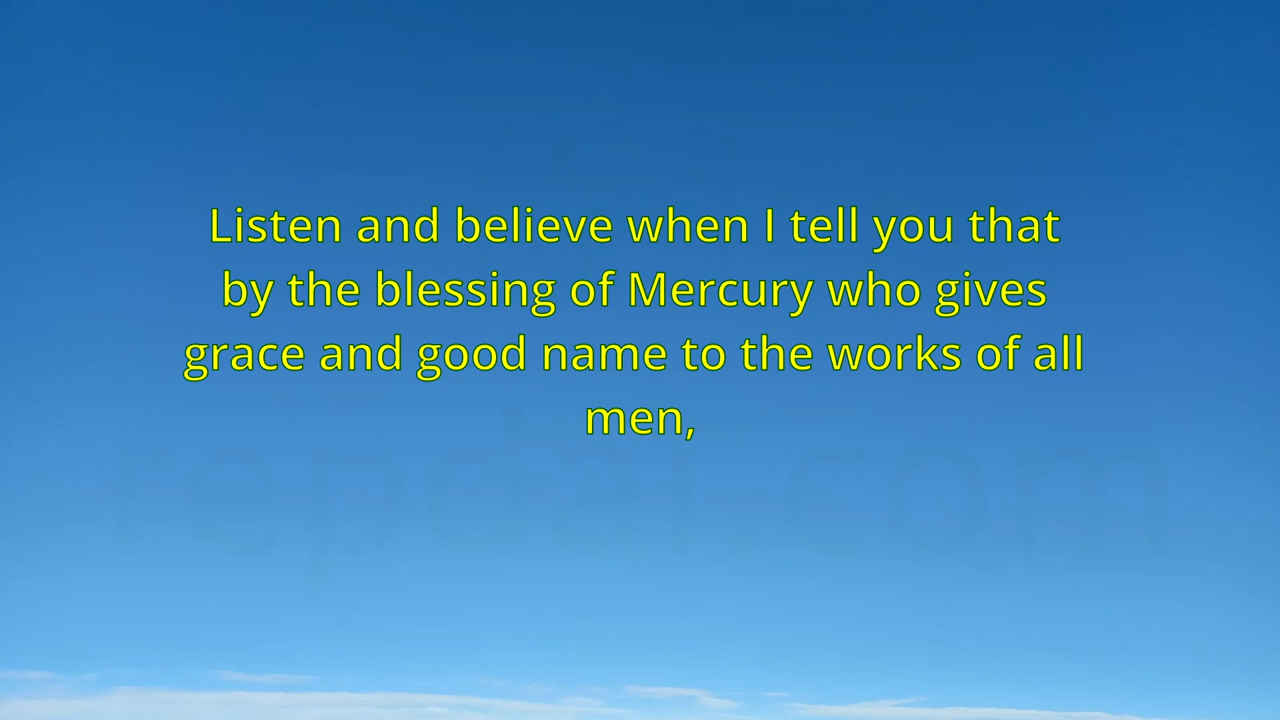 Listen and believe when I tell you that
by the blessing of Mercury who gives
grace and good name to the works of all
men,